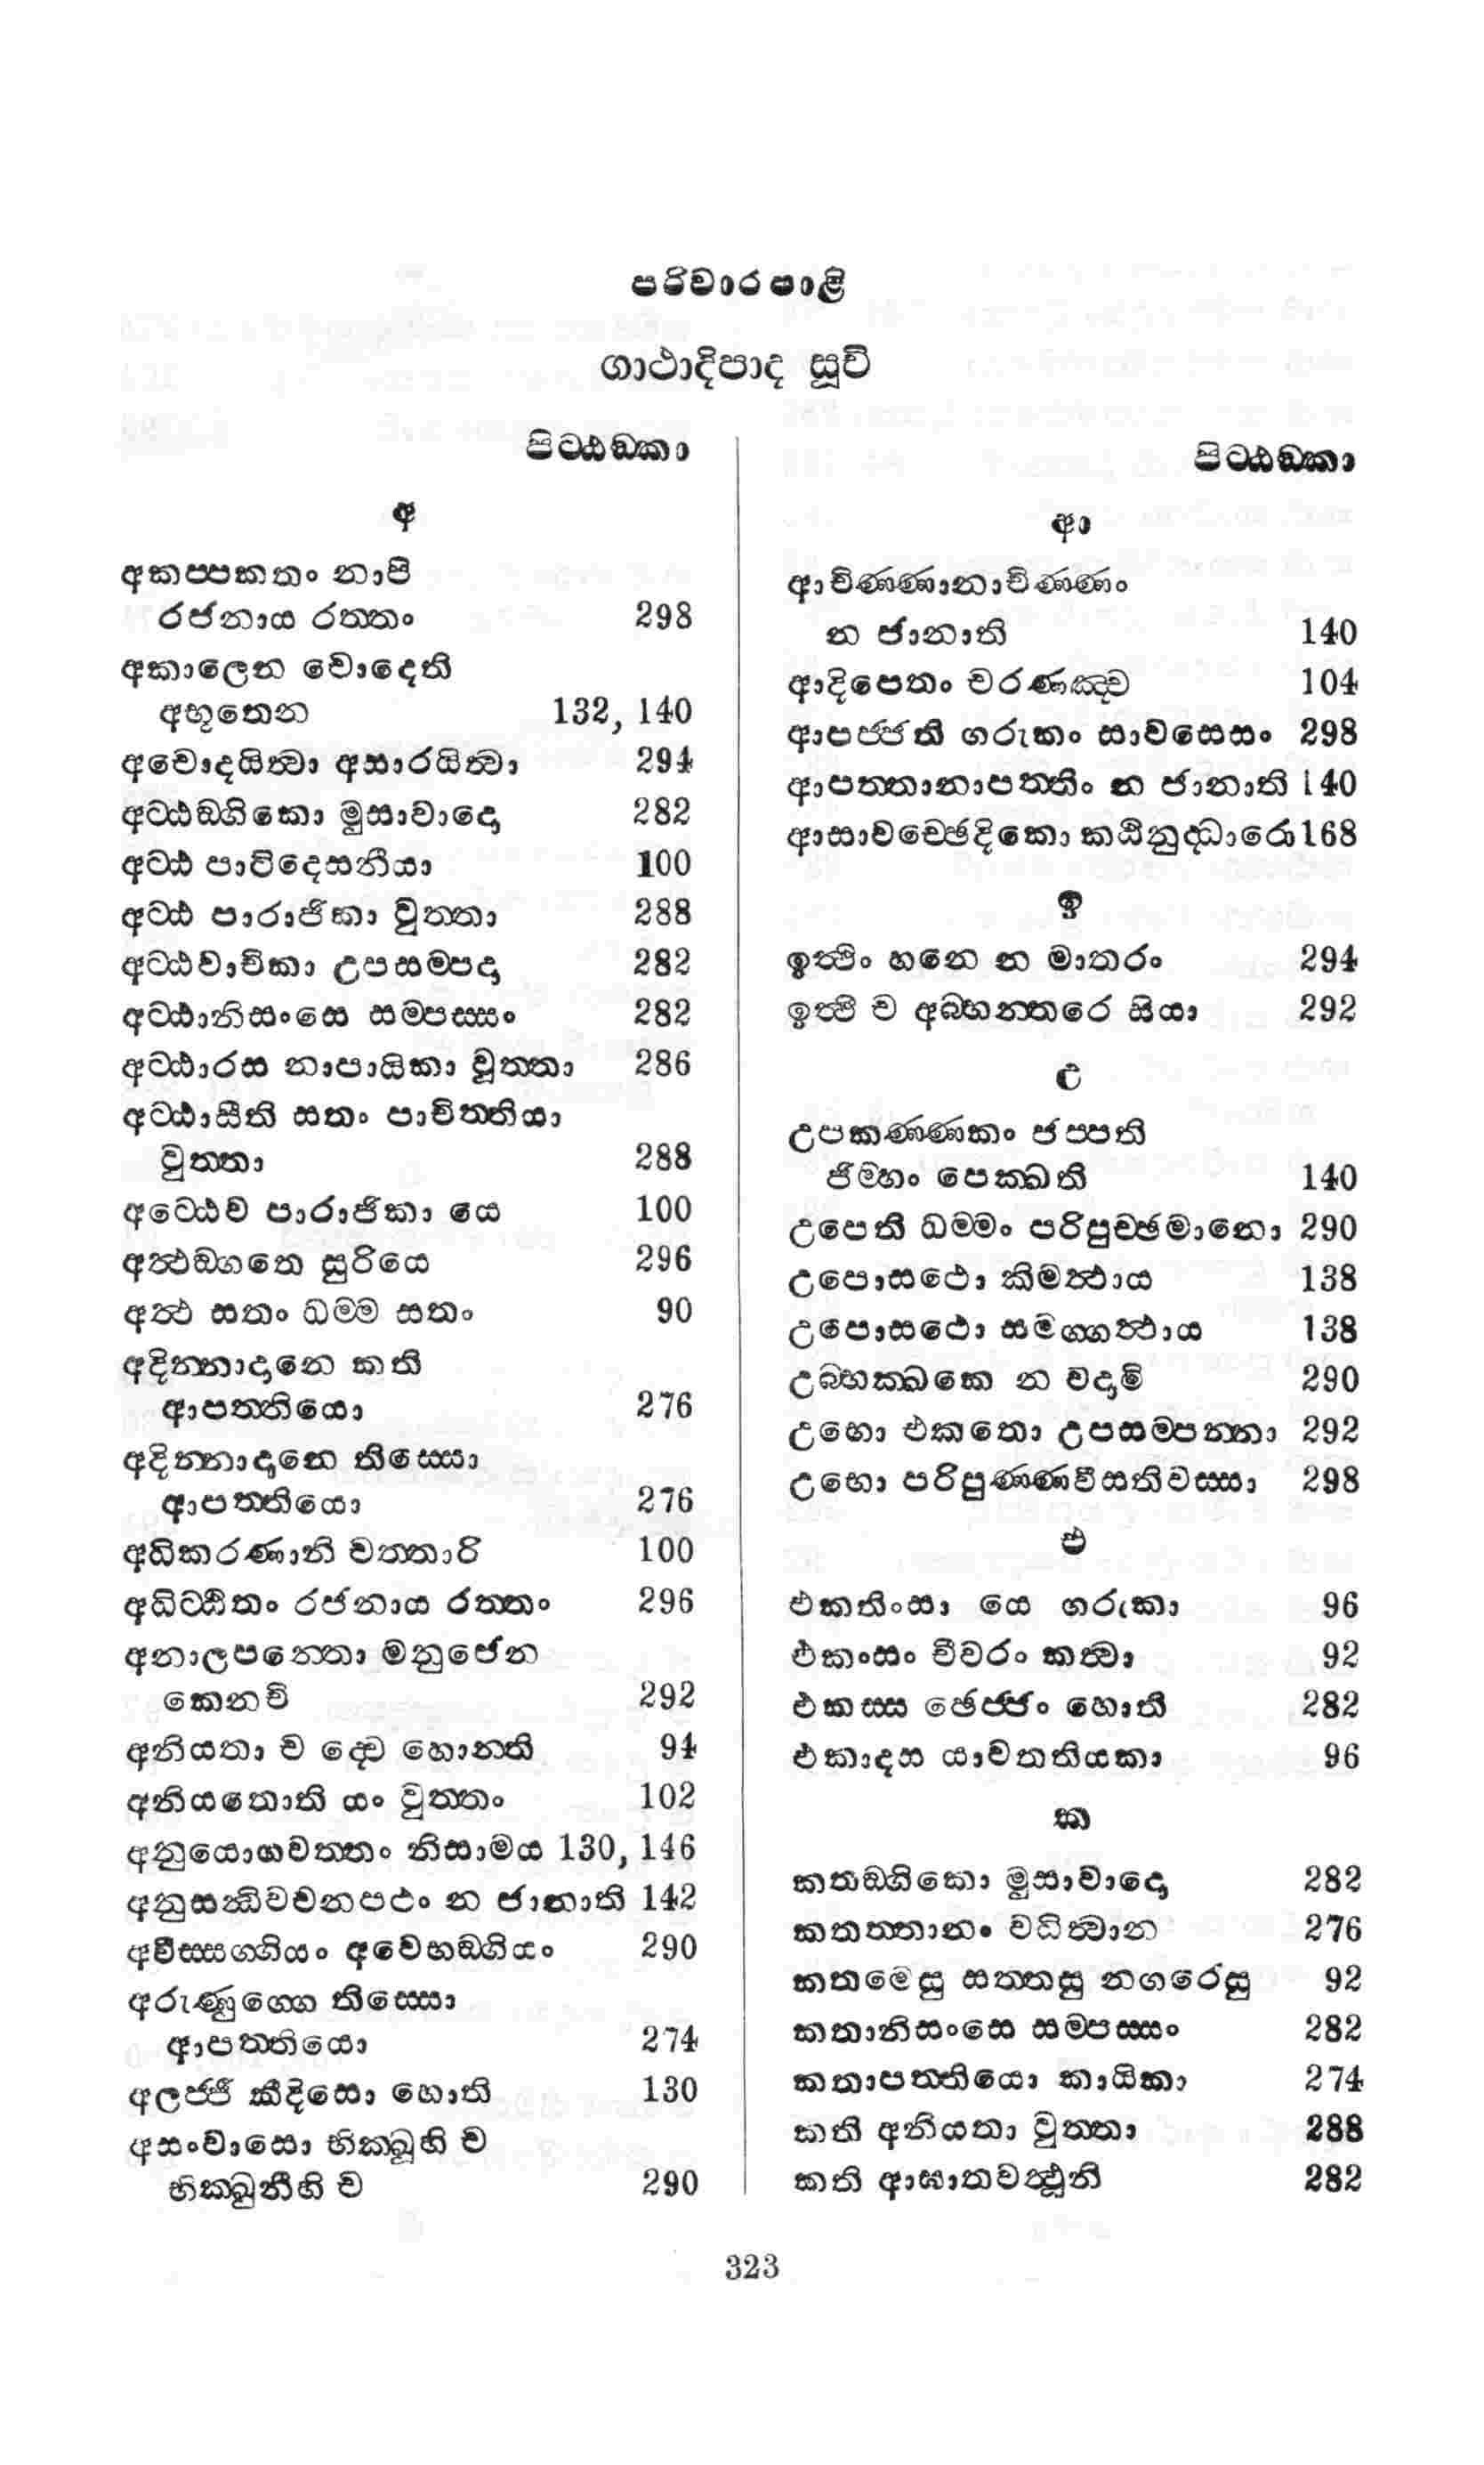 පරිවාරපාළි
ගාථාදිපාද සූචි
පිට්ඨඞ්කා
අ
අකප්පකතං නාපි
රජනාය රත්තං 298
අකාලෙන චොදෙති
අභූතෙන 132, 140
අචොදයිත්වා අසාරයිත්වා 294
අට්ඨඞ්ගිකො මුසාවාදො 282
අට්ඨ පාටිදෙසනීයා 100
අට්ඨ පාරාජිකා වුත්තා 288
අට්ඨවාචිකා උපසම්පදා 282
අට්ඨානිසංසෙ සම්පස්සං 282
අට්ඨාරස නාපායිකා වුත්තා 286
අට්ඨාසීති සතං පාචිත්තියා
වුත්තා 288
අට්ඨෙව පාරාජිකා යෙ 100
අත්ථඞ්ගතෙ සුරියෙ 296
අත්ථ සතං ධම්ම සතං 90
අදින්නාදානෙ කති
ආපත්තියො 276
අදින්නාදානෙ තිස්සො
ආපත්තියො 276
අධිකරණානි චත්තාරි 100
අධිට්ඨිතං රජනාය රත්තං 296
අනාලපන්තො මනුජෙන
කෙනචි 292
අනියතා ච ද්වෙ හොන්ති 94
අනියතොති යං වුත්තං 102
අනුයොගවත්තං නිසාමය 130, 146
අනුසන්ධිවචනපථං න ජානාති 142
අවීස්සග්ගියං අවෙභඞ්ගියං 290
අරුණුග්ගෙ තිස්සො
ආපත්තියො 274
අලජ්ජී කීදිසො හොති 130
අසංවාසො භික්ඛූහි ච
භික්ඛුනීහි ච 290
පිට්ඨඞ්කා
ආ
ආචිණ්ණානාචිණ්ණං
න ජානාති 140
ආදිපෙතං චරණඤ්ච 104
ආපජ්ජති ගරුකං සාවසෙසං 298
ආපත්තානාපත්තිං න ජානාති 140
ආසාවච්ඡෙදිකො කඨිනුද්ධාරො 168
ඉ
ඉත්ථිං හනෙ න මාතරං 294
ඉත්ථි ච අබ්භන්තරෙ සියා 292
උ
උපකණ්ණකං ජප්පති
ජිම්හං පෙක්ඛති 140
උපෙති ධම්මං පරිපුච්ඡමානො 290
උපොසථො කිමත්ථාය 138
උපොසථො සමග්ගත්ථාය 138
උබ්භක්ඛකෙ න වදාමි 290
උභො එකතො උපසම්පන්නා 292
උභො පරිපුණ්ණවීසතිවස්සා 298
එ
එකතිංසා යෙ ගරුකා 96
එකංසං චීවරං කත්වා 92
එකස්ස ඡෙජ්ජං හොති 282
එකාදස යාවතතියකා 96
ක
කතඞ්ගිකො මුසාවාදො 282
කතත්තානං වධිත්වාන 276
කතමෙසු සත්තසු නගරෙසු 92
කතානිසංසෙ සම්පස්සං 282
කතාපත්තියො කායිකා 274
කති අනියතා වුත්තා 288
කති ආඝාතවත්ථූනි 282
323